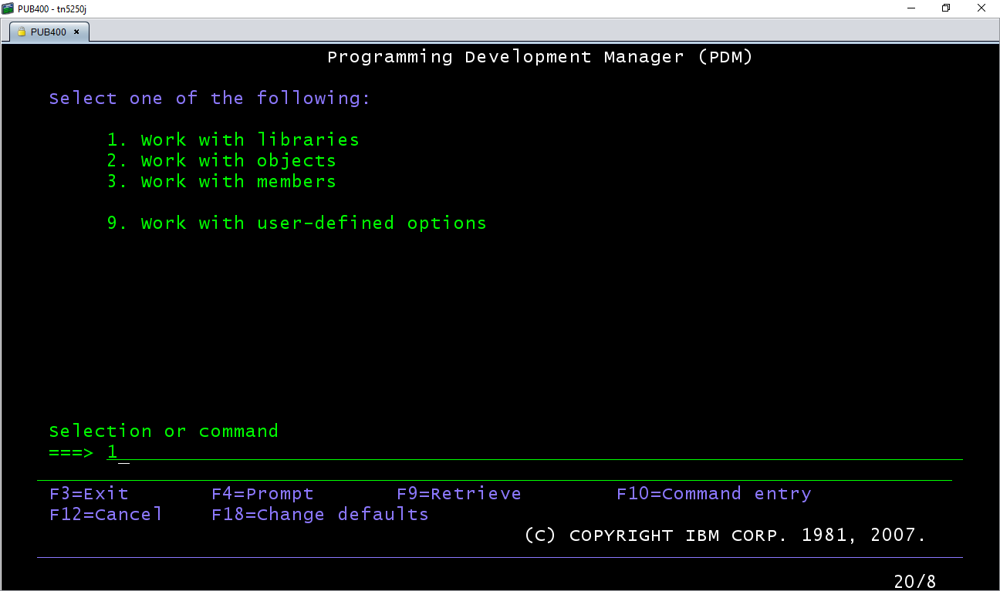 PUB400 - tn5250j
PUB400
Programming Development Manager (PDM)
Select one of the following:
1. Work with libraries
2. Work with objects
3. Work with members
9. Work with user-defined options
Selection or command
===> 1
F3=Exit F4=Prompt F9=Retrieve F10=Command entry
F12=Cancel F18=Change defaults
(C) COPYRIGHT IBM CORP. 1981, 2007.
20/8